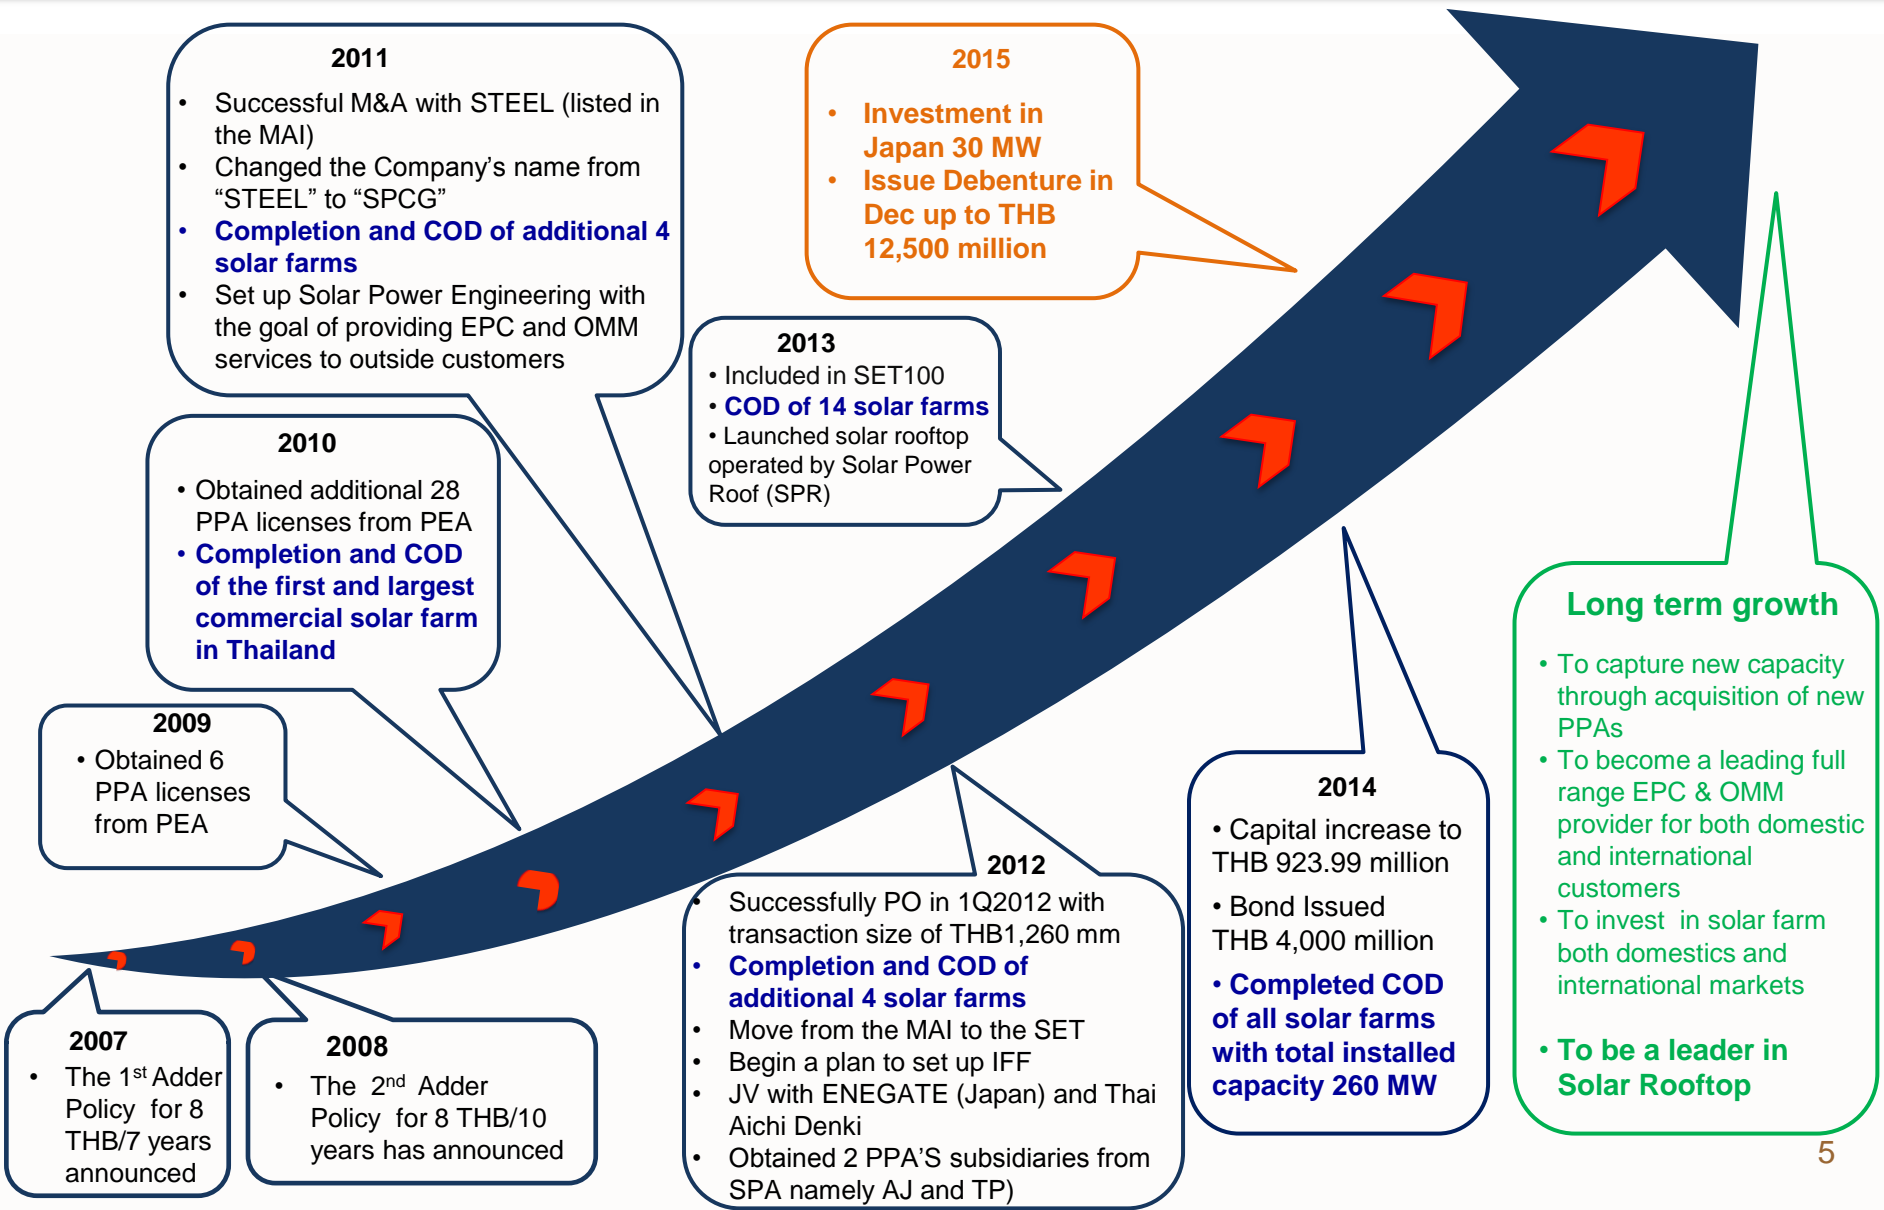 2011
• Successful M&A with STEEL (listed in
the MAI)
• Changed the Company’s name from
“STEEL” to “SPCG”
• Completion and COD of additional 4
solar farms
• Set up Solar Power Engineering with
the goal of providing EPC and OMM
services to outside customers
2015
• Investment in
Japan 30 MW
• Issue Debenture in
Dec up to THB
12,500 million
2013
• Included in SET100
• COD of 14 solar farms
• Launched solar rooftop
operated by Solar Power
Roof (SPR)
2010
• Obtained additional 28
PPA licenses from PEA
• Completion and COD
of the first and largest
commercial solar farm
in Thailand
2009
• Obtained 6
PPA licenses
from PEA
2007
• The 1st Adder
Policy for 8
THB/7 years
announced
2008
• The 2nd Adder
Policy for 8 THB/10
years has announced
2012
• Successfully PO in 1Q2012 with
transaction size of THB1,260 mm
• Completion and COD of
additional 4 solar farms
• Move from the MAI to the SET
• Begin a plan to set up IFF
• JV with ENEGATE (Japan) and Thai
Aichi Denki
• Obtained 2 PPA’S subsidiaries from
SPA namely AJ and TP)
2014
• Capital increase to
THB 923.99 million
• Bond Issued
THB 4,000 million
• Completed COD
of all solar farms
with total installed
capacity 260 MW
Long term growth
• To capture new capacity
through acquisition of new
PPAs
• To become a leading full
range EPC & OMM
provider for both domestic
and international
customers
• To invest in solar farm
both domestics and
international markets
• To be a leader in
Solar Rooftop
5